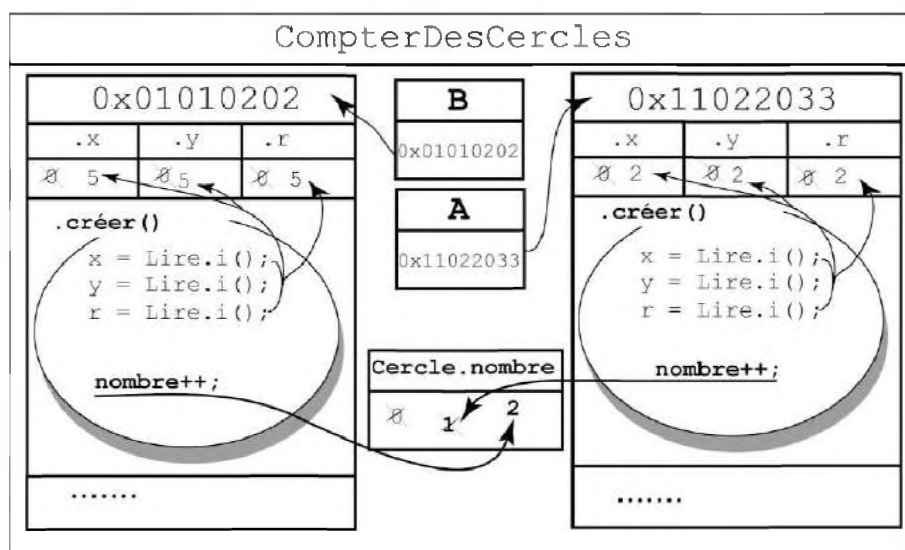 CompterDesCercles
0x01010202
.x .y .r
0 5 0 5 0 5
.créer()
x = Lire.i();
y = Lire.i();
r = Lire.i();
nombre++;
.......
B
0x01010202
A
0x11022033
Cercle.nombre
0 1 2
0x11022033
.x .y .r
0 2 0 2 0 2
.créer()
x = Lire.i();
y = Lire.i();
r = Lire.i();
nombre++;
.......